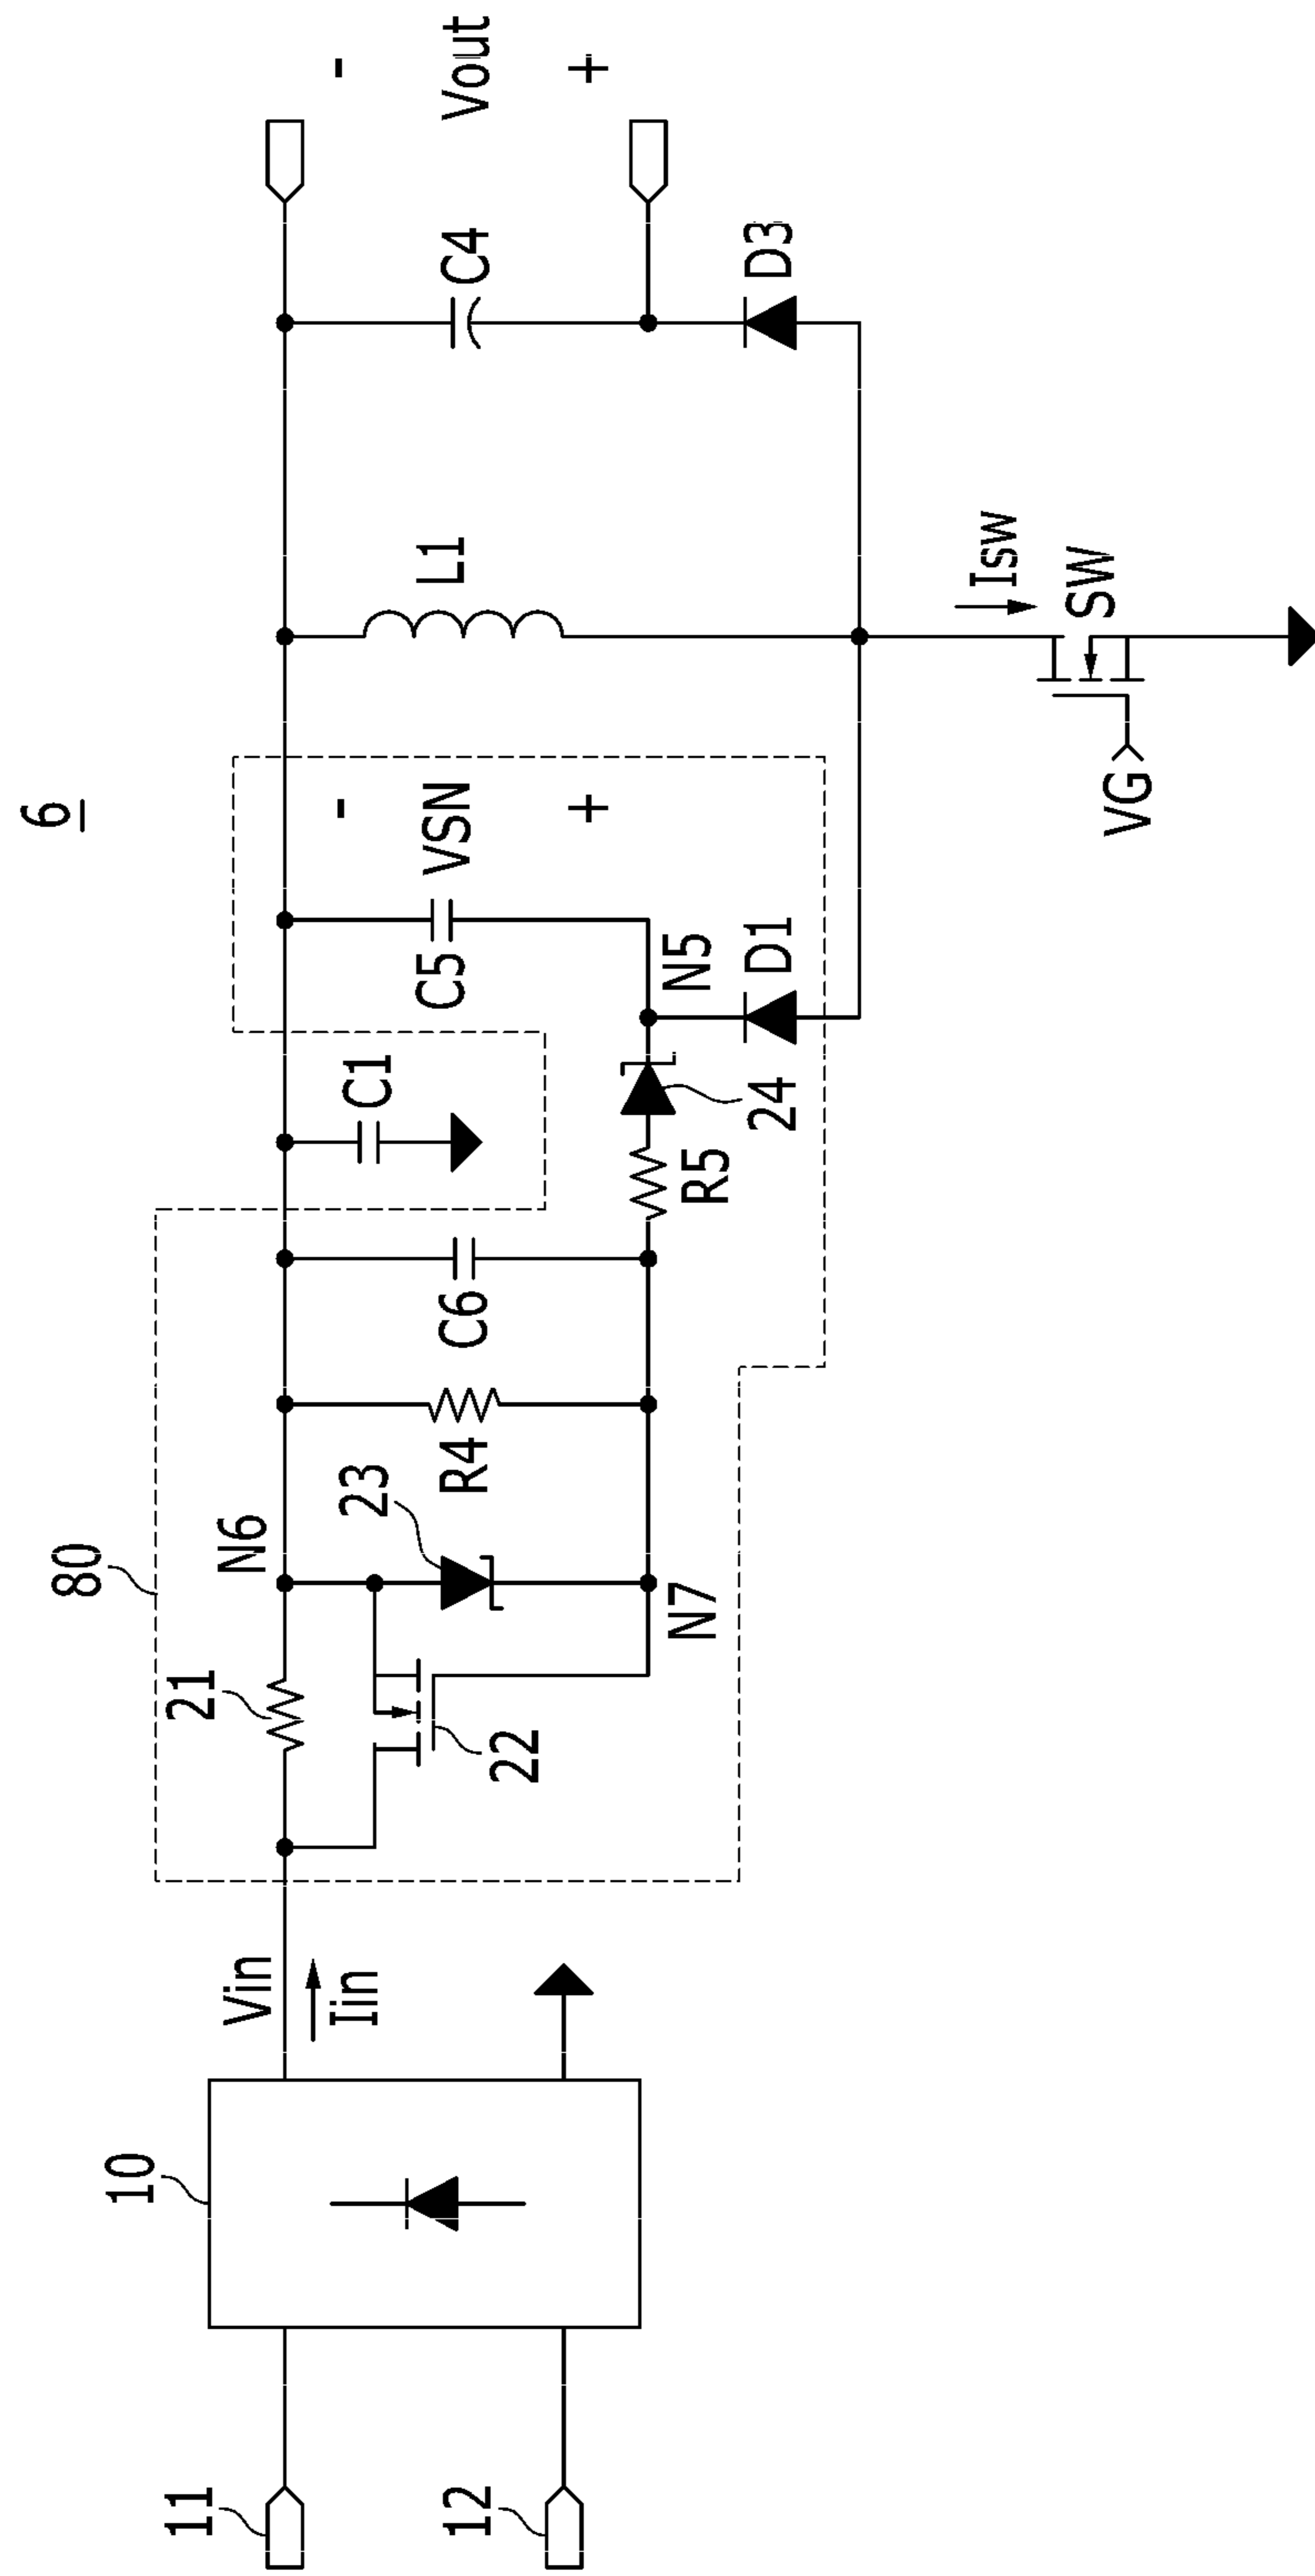 6
80
10
11
12
Vin
Iin
21
22
N6
23
N7
R4
C6
C1
R5
24
C5
N5
-
VSN
+
D1
L1
Isw
SW
VG
C4
D3
-
Vout
+